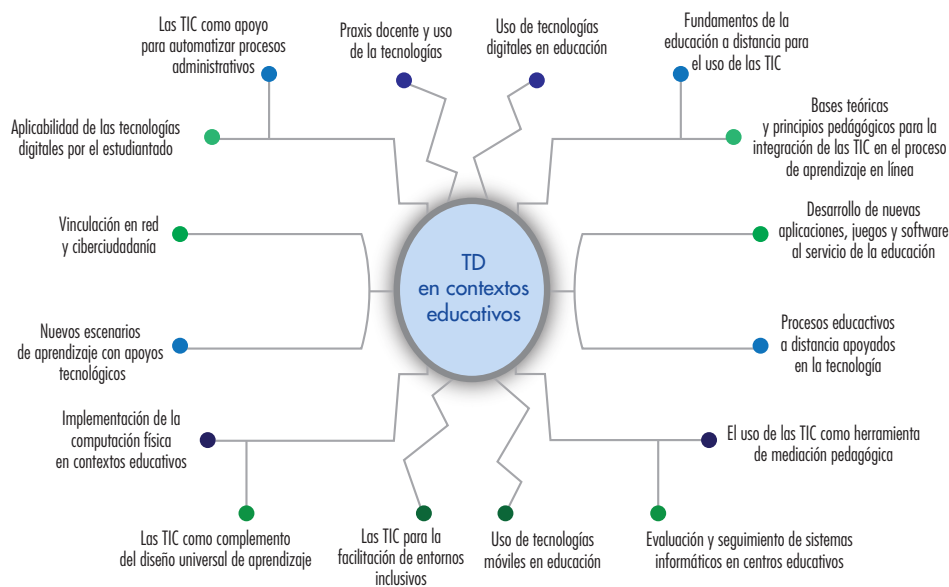 Las TIC como apoyo
para automatizar procesos
administrativos
Praxis docente y uso
de la tecnologías
Uso de tecnologías
digitales en educación
Fundamentos de la
educación a distancia para
el uso de las TIC
Aplicabilidad de las tecnologías
digitales por el estudiantado
Bases teóricas
y principios pedagógicos para la
integración de las TIC en el proceso
de aprendizaje en línea
Vinculación en red
y ciberciudadanía
TD
en contextos
educativos
Desarrollo de nuevas
aplicaciones, juegos y software
al servicio de la educación
Nuevos escenarios
de aprendizaje con apoyos
tecnológicos
Procesos educactivos
a distancia apoyados
en la tecnología
Implementación de la
computación física
en contextos educativos
El uso de las TIC como herramienta
de mediación pedagógica
Las TIC como complemento
del diseño universal de aprendizaje
Las TIC para la
facilitación de entornos
inclusivos
Uso de tecnologías
móviles en educación
Evaluación y seguimiento de sistemas
informáticos en centros educativos